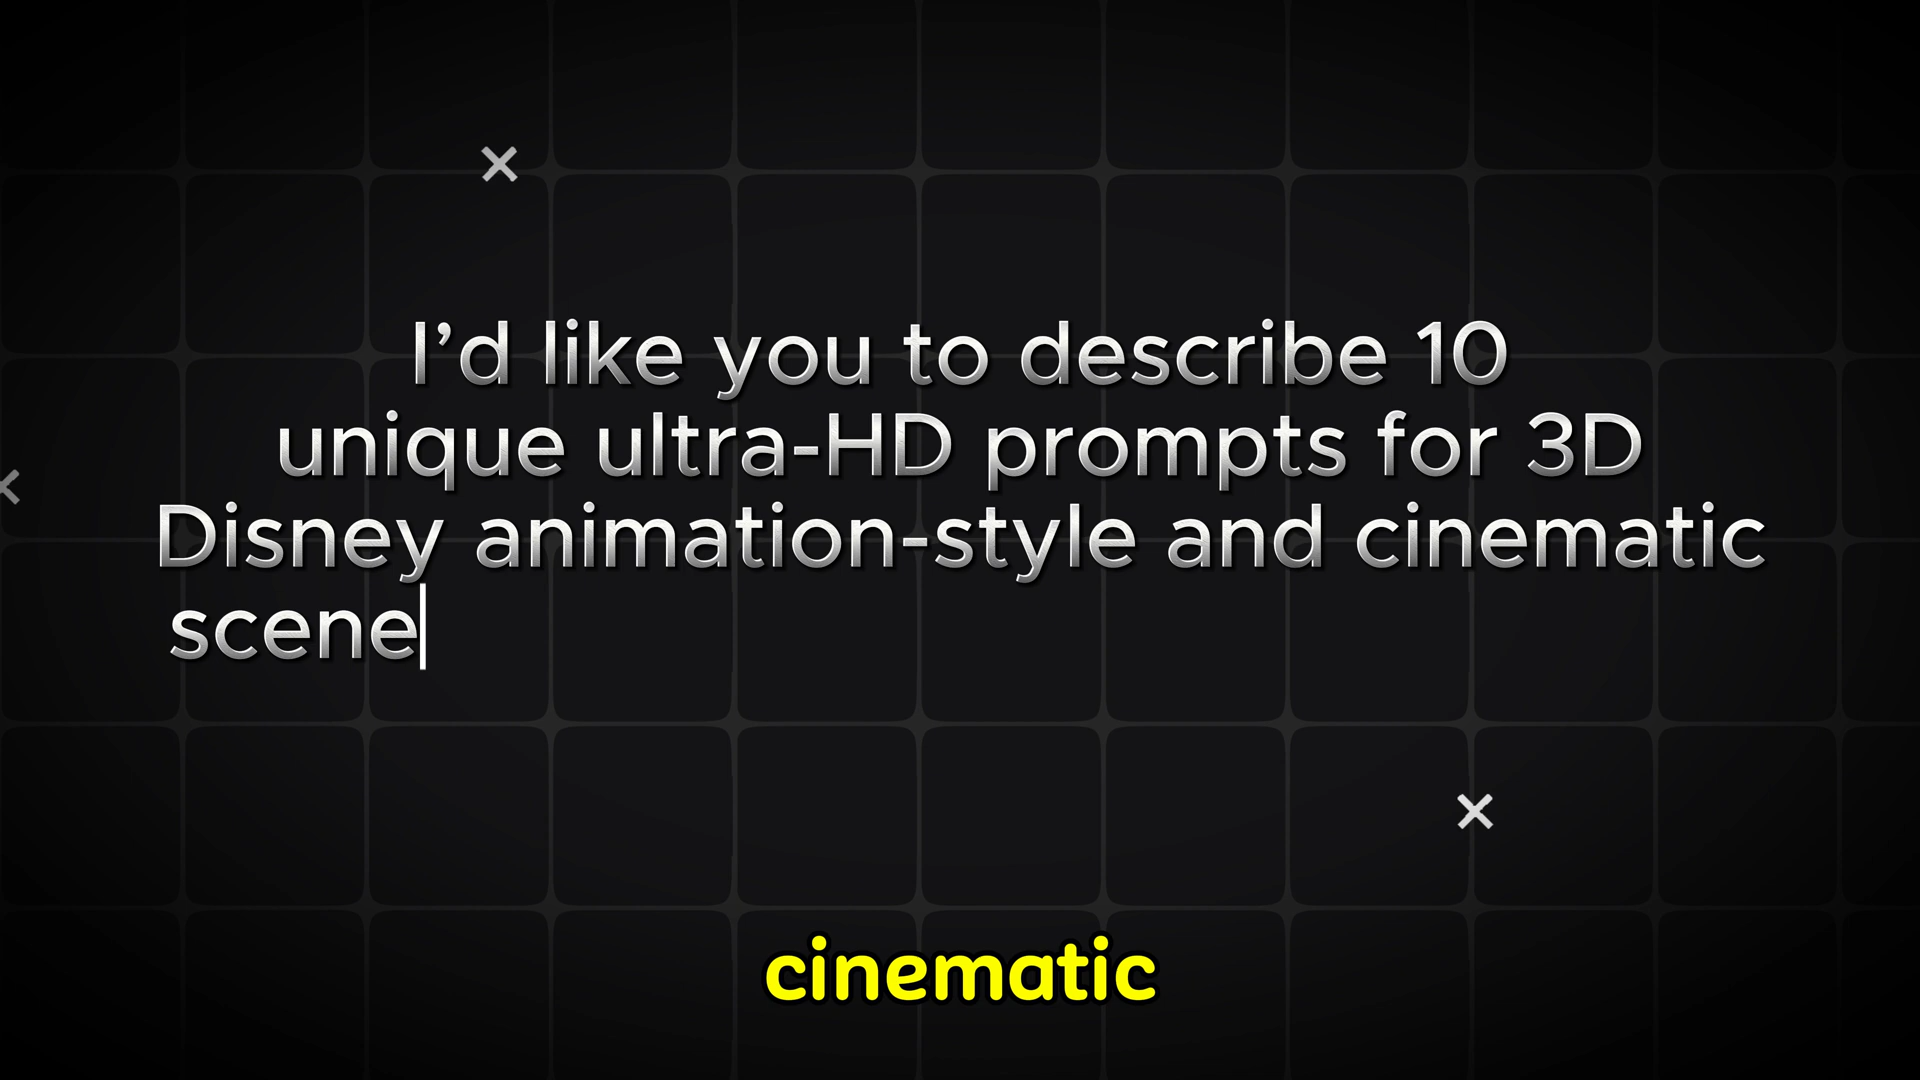 I’d like you to describe 10
unique ultra-HD prompts for 3D
Disney animation-style and cinematic
scene
cinematic